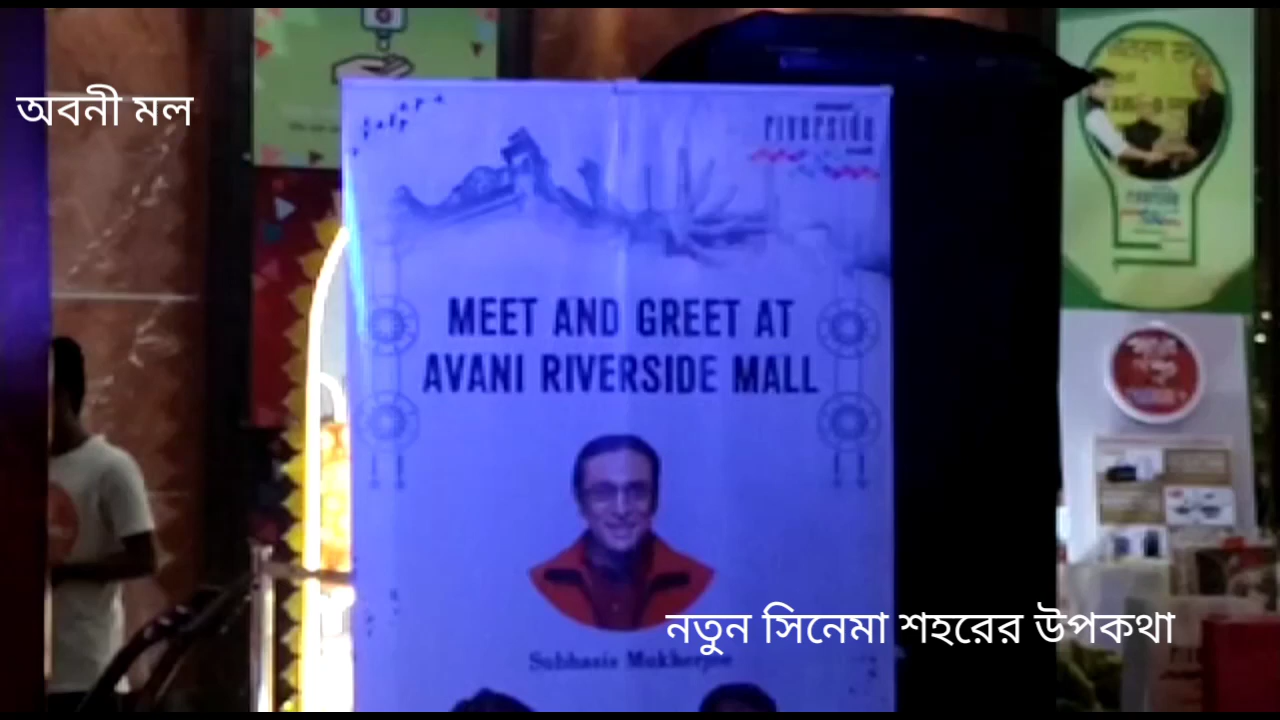 অবনী মল
riverside
MEET AND GREET AT
AVANI RIVERSIDE MALL
নতুন সিনেমা শহরের উপকথা
Subhasis Mukherjee